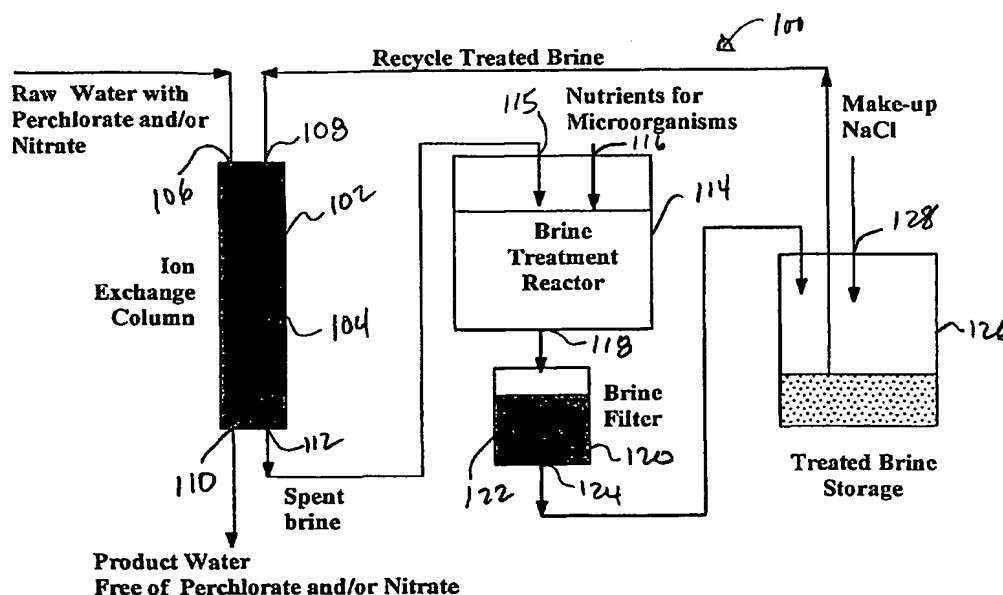 100
Recycle Treated Brine
Raw Water with
Perchlorate and/or
Nitrate
108
115
Nutrients for
Microorganisms
116
Make-up
NaCl
106
102
114
128
Brine
Treatment
Reactor
Ion
Exchange
Column
104
118
126
Brine
Filter
110
112
122
120
124
Treated Brine
Storage
Spent
brine
Product Water
Free of Perchlorate and/or Nitrate